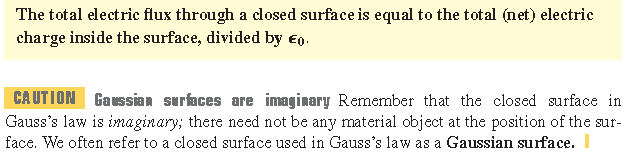 The total electric flux through a closed surface is equal to the total (net) electric
charge inside the surface, divided by ϵ₀.
CAUTION Gaussian surfaces are imaginary Remember that the closed surface in
Gauss's law is imaginary; there need not be any material object at the position of the sur-
face. We often refer to a closed surface used in Gauss's law as a Gaussian surface.